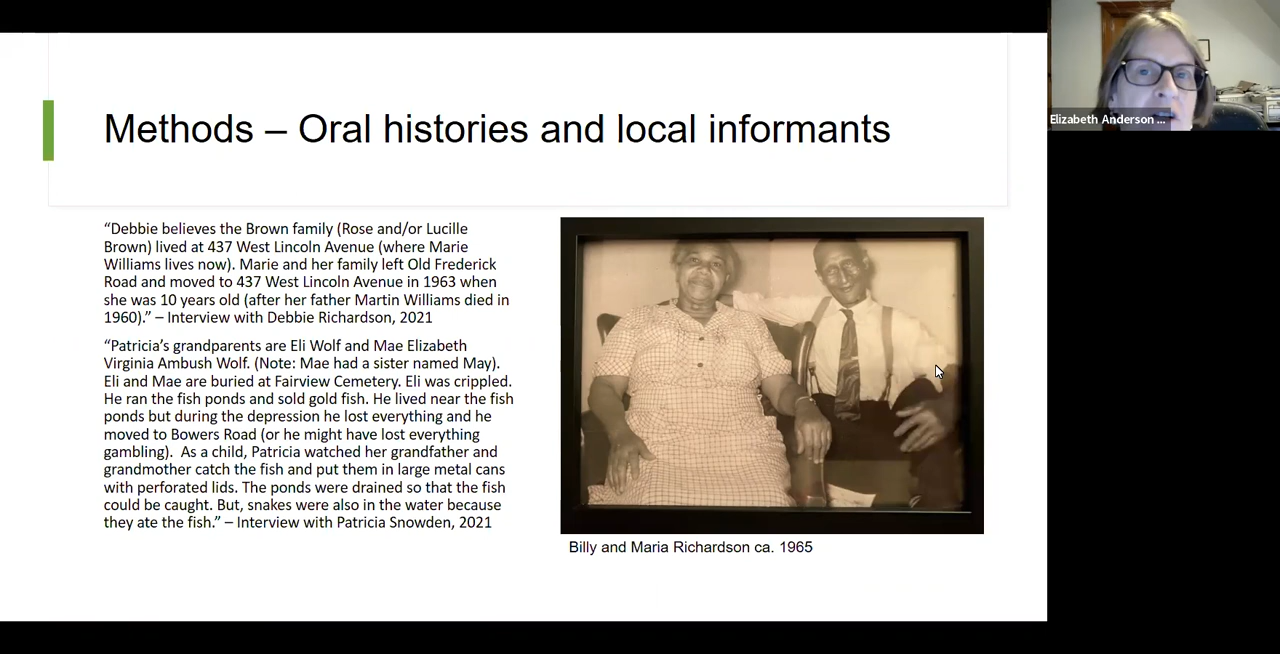 Methods – Oral histories and local informants
“Debbie believes the Brown family (Rose and/or Lucille
Brown) lived at 437 West Lincoln Avenue (where Marie
Williams lives now). Marie and her family left Old Frederick
Road and moved to 437 West Lincoln Avenue in 1963 when
she was 10 years old (after her father Martin Williams died in
1960).” – Interview with Debbie Richardson, 2021
“Patricia’s grandparents are Eli Wolf and Mae Elizabeth
Virginia Ambush Wolf. (Note: Mae had a sister named May).
Eli and Mae are buried at Fairview Cemetery. Eli was crippled.
He ran the fish ponds and sold gold fish. He lived near the fish
ponds but during the depression he lost everything and he
moved to Bowers Road (or he might have lost everything
gambling).  As a child, Patricia watched her grandfather and
grandmother catch the fish and put them in large metal cans
with perforated lids. The ponds were drained so that the fish
could be caught. But, snakes were also in the water because
they ate the fish.” – Interview with Patricia Snowden, 2021
Billy and Maria Richardson ca. 1965
Elizabeth Anderson ...